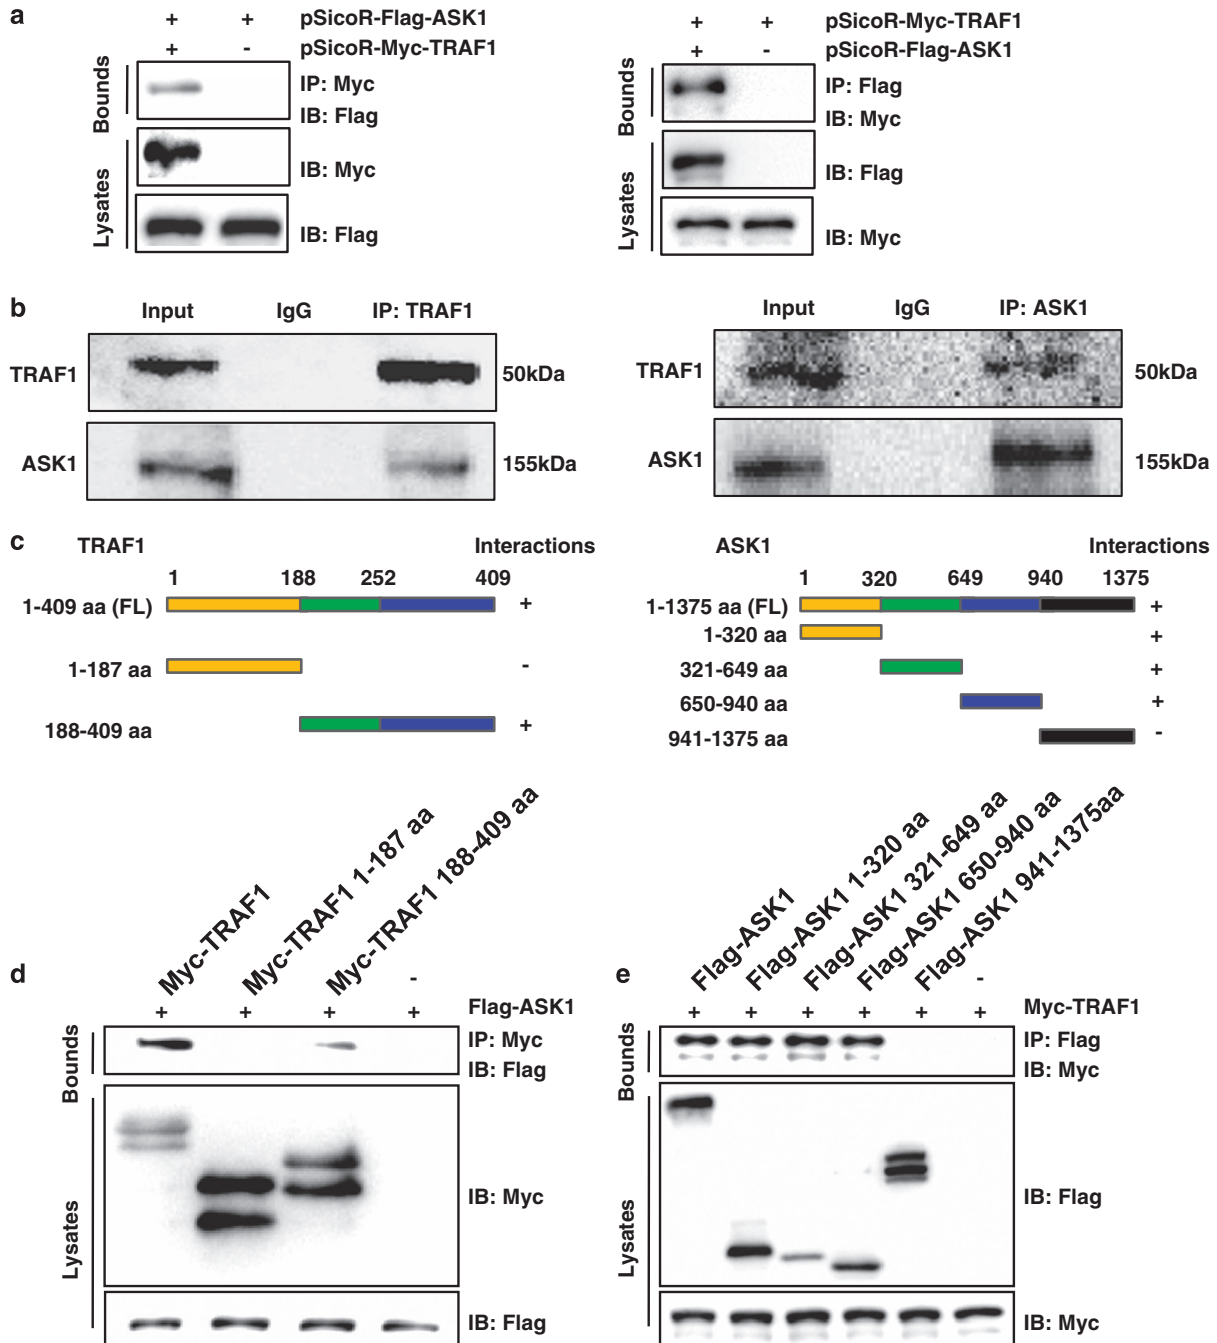 a
+ + pSicoR-Flag-ASK1
+ - pSicoR-Myc-TRAF1
Bounds
IP: Myc
IB: Flag
Lysates
IB: Myc
IB: Flag
+ + pSicoR-Myc-TRAF1
+ - pSicoR-Flag-ASK1
Bounds
IP: Flag
IB: Myc
Lysates
IB: Flag
IB: Myc
b
Input IgG IP: TRAF1
TRAF1 50kDa
ASK1 155kDa
Input IgG IP: ASK1
TRAF1 50kDa
ASK1 155kDa
c
TRAF1 Interactions
1 188 252 409
1-409 aa (FL) +
1-187 aa -
188-409 aa +
ASK1 Interactions
1 320 649 940 1375
1-1375 aa (FL) +
1-320 aa +
321-649 aa +
650-940 aa +
941-1375 aa -
d
Myc-TRAF1
Myc-TRAF1 1-187 aa
Myc-TRAF1 188-409 aa
-
+ + + + Flag-ASK1
Bounds
IP: Myc
IB: Flag
Lysates
IB: Myc
IB: Flag
e
Flag-ASK1
Flag-ASK1 1-320 aa
Flag-ASK1 321-649 aa
Flag-ASK1 650-940 aa
Flag-ASK1 941-1375aa
-
+ + + + + + Myc-TRAF1
Bounds
IP: Flag
IB: Myc
Lysates
IB: Flag
IB: Myc